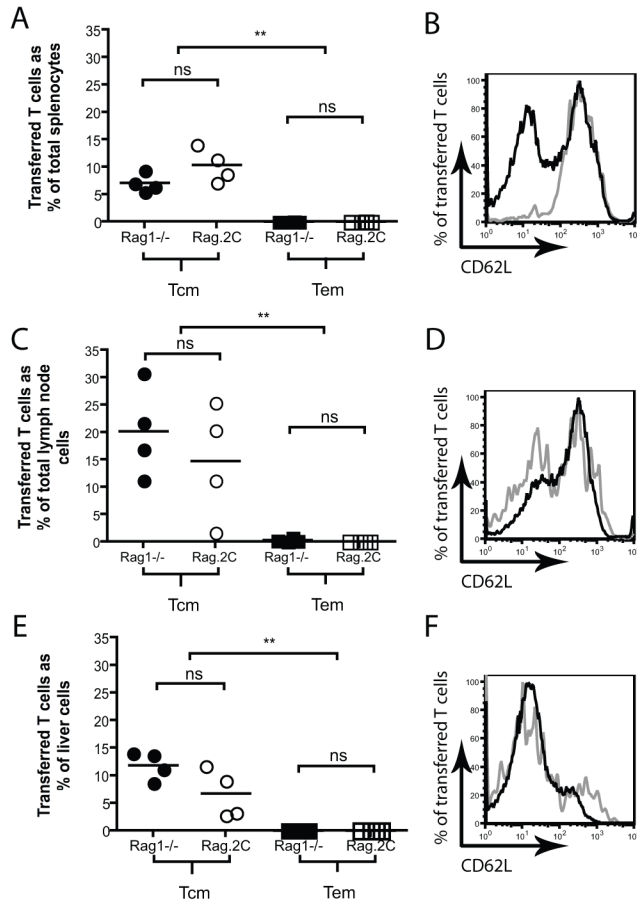 A
Transferred T cells as
% of total splenocytes
35
30
25
20
15
10
5
0
**
ns
ns
Rag1-/-
Rag.2C
Rag1-/-
Rag.2C
Tcm
Tem
B
% of transferred T cells
100
80
60
40
20
0
10⁰
10¹
10²
10³
10
CD62L
C
Transferred T cells as
% of total lymph node
cells
35
30
25
20
15
10
5
0
**
ns
ns
Rag1-/-
Rag.2C
Rag1-/-
Rag.2C
Tcm
Tem
D
% of transferred T cells
100
80
60
40
20
0
10⁰
10¹
10²
10³
10
CD62L
E
Transferred T cells as
% of liver cells
35
30
25
20
15
10
5
0
**
ns
ns
Rag1-/-
Rag.2C
Rag1-/-
Rag.2C
Tcm
Tem
F
% of transferred T cells
100
80
60
40
20
0
10⁰
10¹
10²
10³
10
CD62L